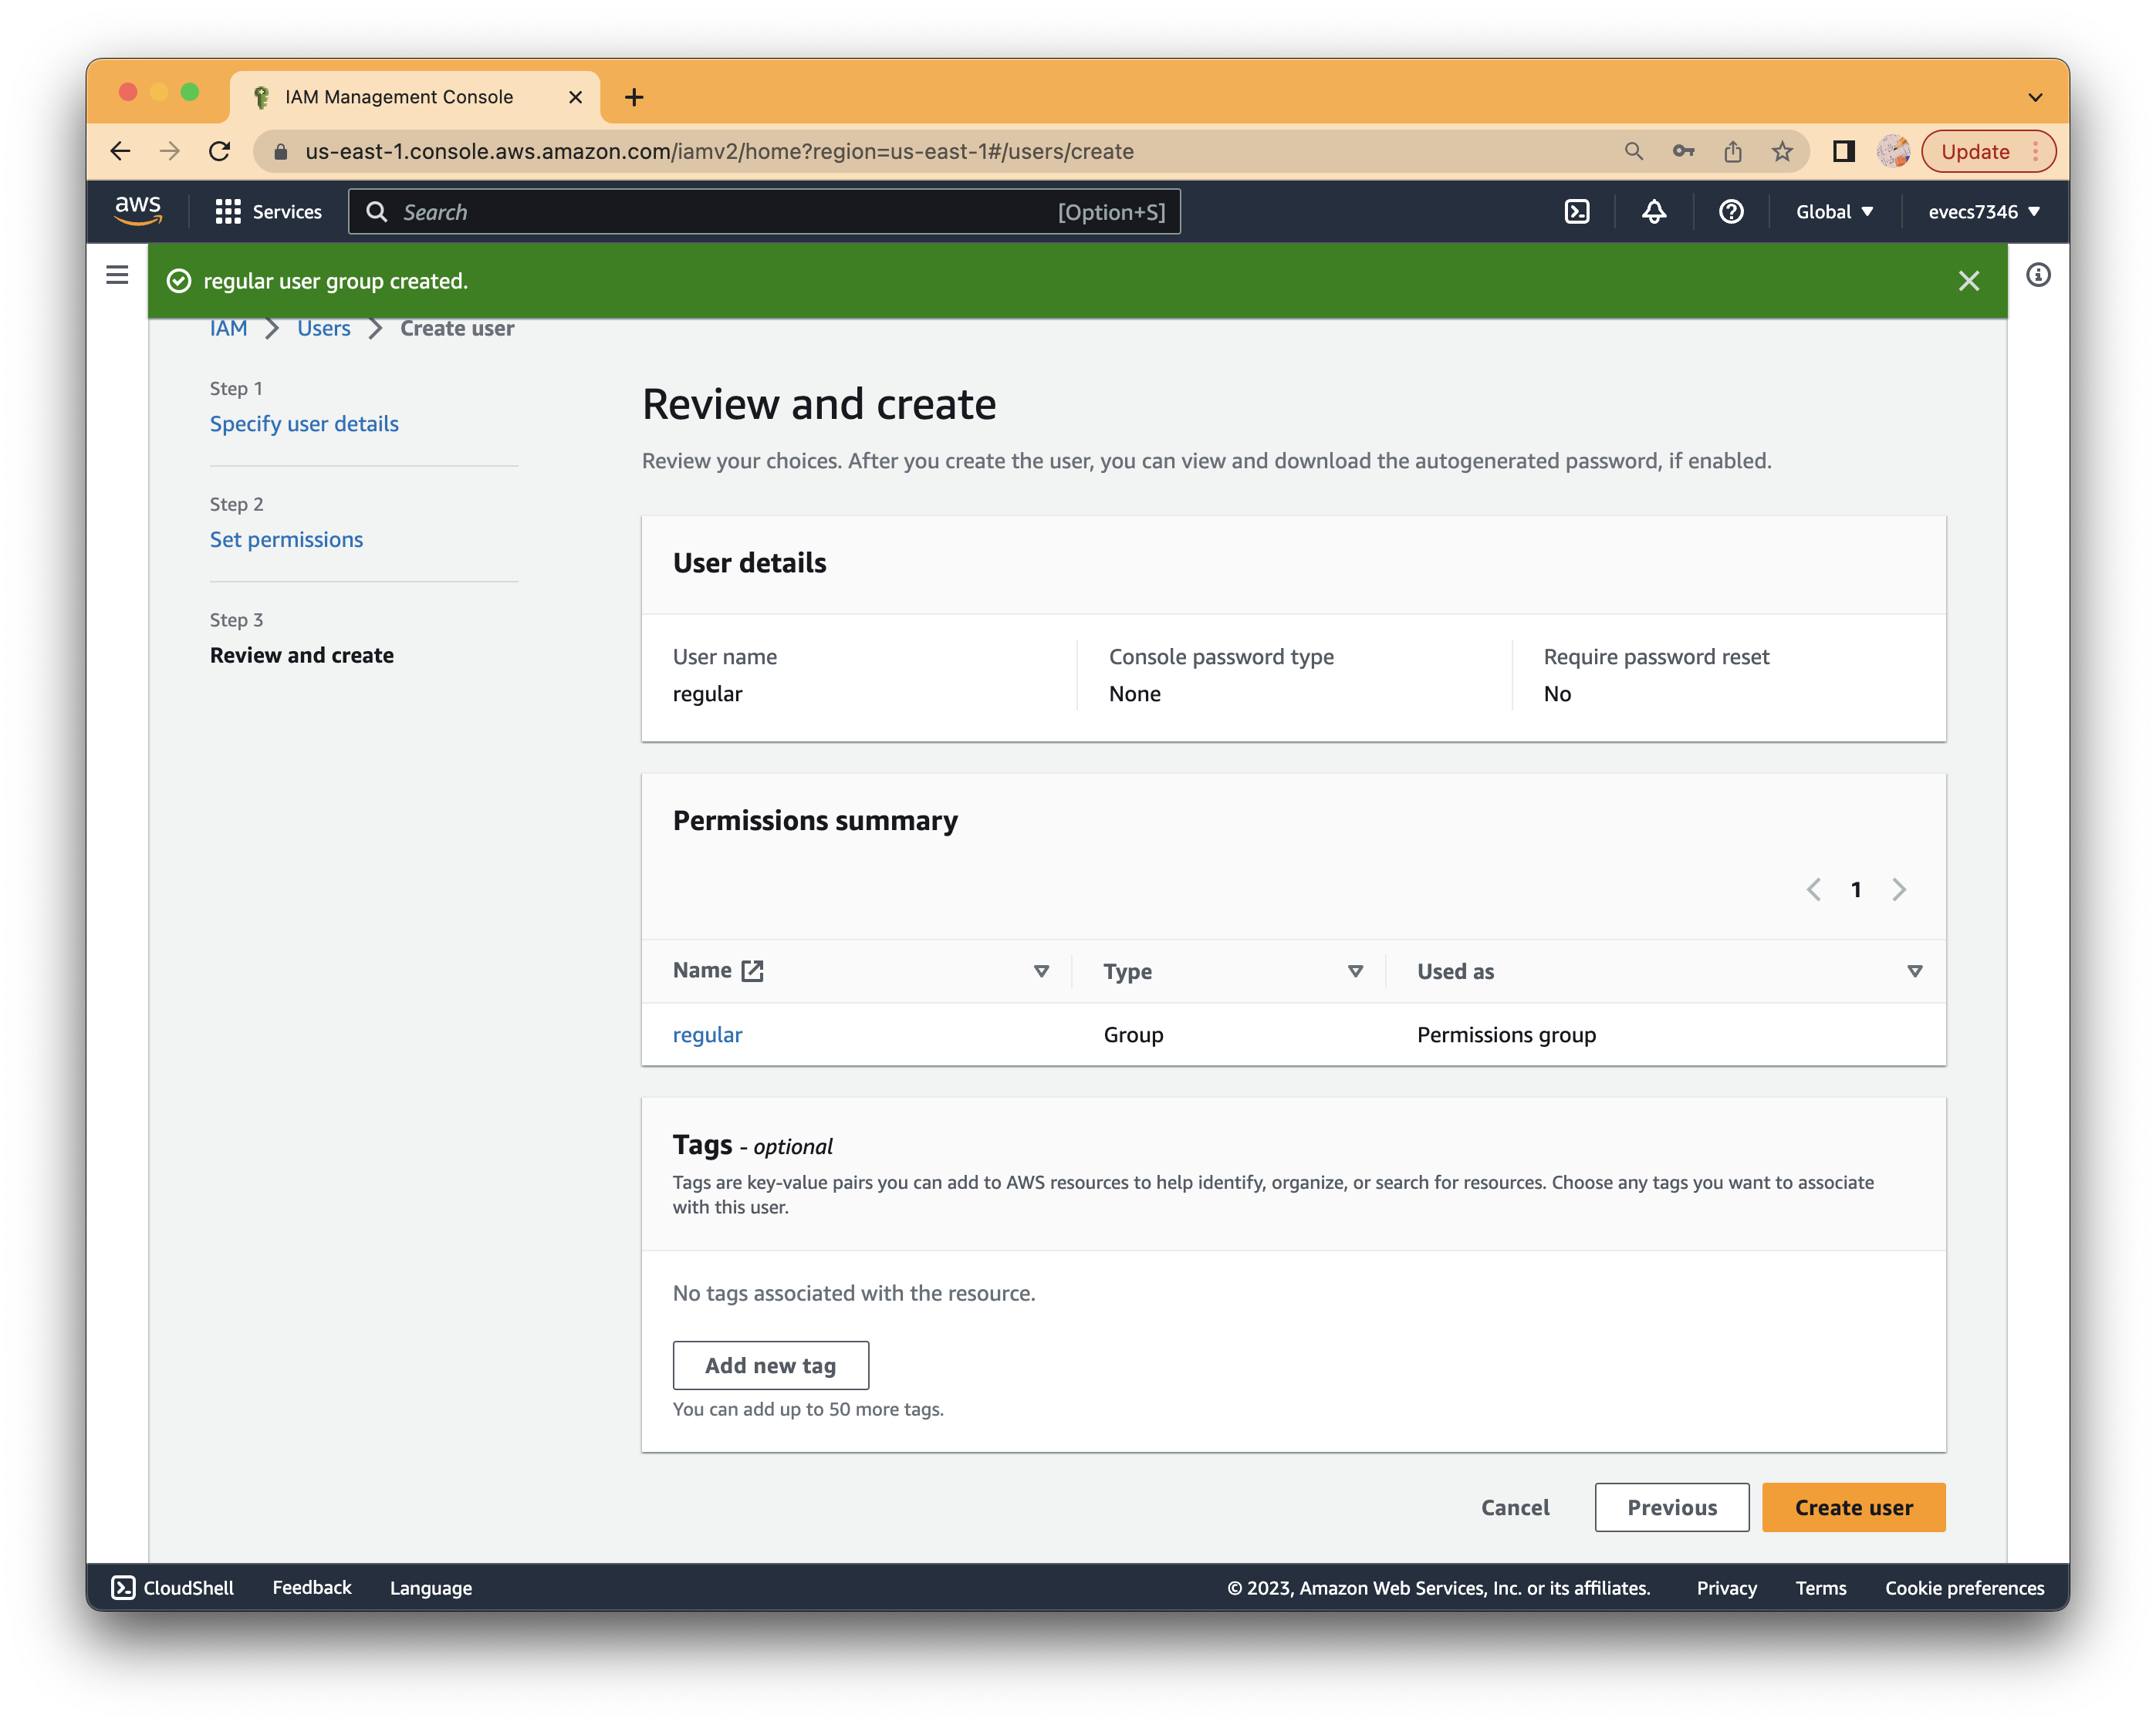 IAM Management Console
us-east-1.console.aws.amazon.com/iamv2/home?region=us-east-1#/users/create
Update
aws
Services
Search
[Option+S]
Global
evecs7346
regular user group created.
IAM
Users
Create user
Step 1
Specify user details
Step 2
Set permissions
Step 3
Review and create
Review and create
Review your choices. After you create the user, you can view and download the autogenerated password, if enabled.
User details
User name
regular
Console password type
None
Require password reset
No
Permissions summary
1
Name
Type
Used as
regular
Group
Permissions group
Tags - optional
Tags are key-value pairs you can add to AWS resources to help identify, organize, or search for resources. Choose any tags you want to associate
with this user.
No tags associated with the resource.
Add new tag
You can add up to 50 more tags.
Cancel
Previous
Create user
CloudShell
Feedback
Language
© 2023, Amazon Web Services, Inc. or its affiliates.
Privacy
Terms
Cookie preferences